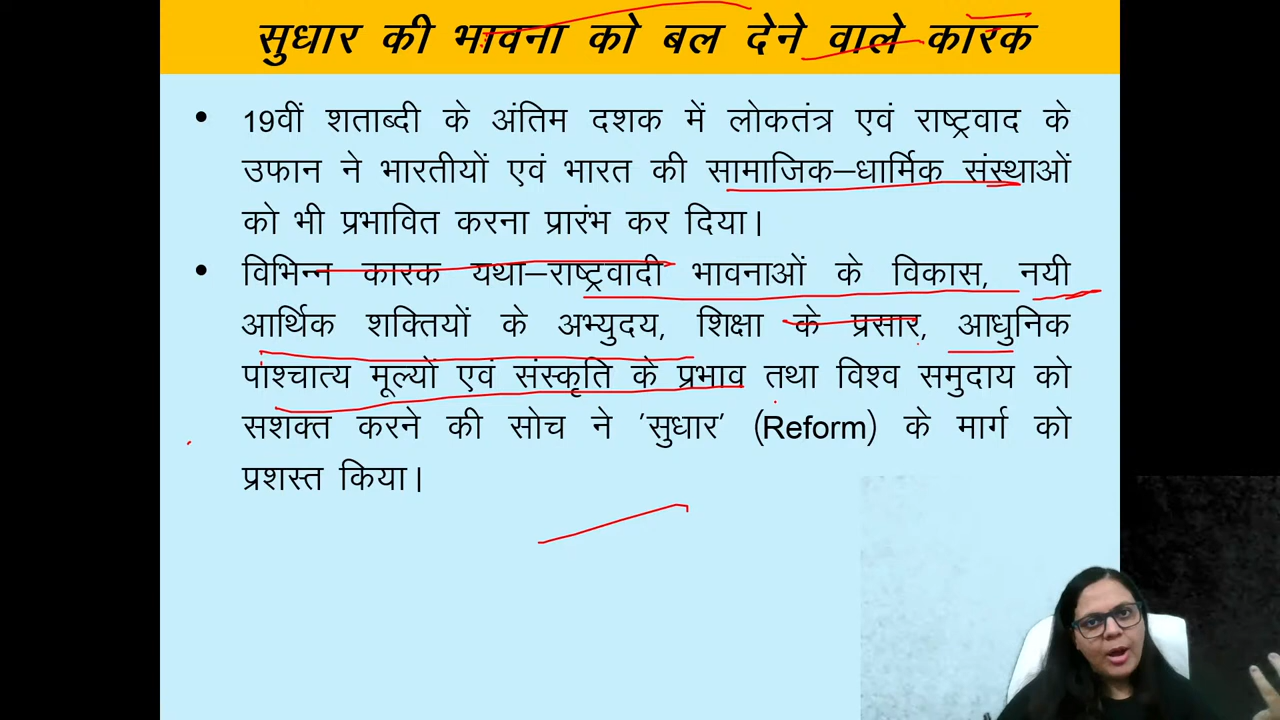 सुधार की भावना को बल देने वाले कारक
• 19वीं शताब्दी के अंतिम दशक में लोकतंत्र एवं राष्ट्रवाद के
उफान ने भारतीयों एवं भारत की सामाजिक–धार्मिक संस्थाओं
को भी प्रभावित करना प्रारंभ कर दिया।
• विभिन्न कारक यथा–राष्ट्रवादी भावनाओं के विकास, नयी
आर्थिक शक्तियों के अभ्युदय, शिक्षा के प्रसार, आधुनिक
पाश्चात्य मूल्यों एवं संस्कृति के प्रभाव तथा विश्व समुदाय को
सशक्त करने की सोच ने 'सुधार' (Reform) के मार्ग को
प्रशस्त किया।